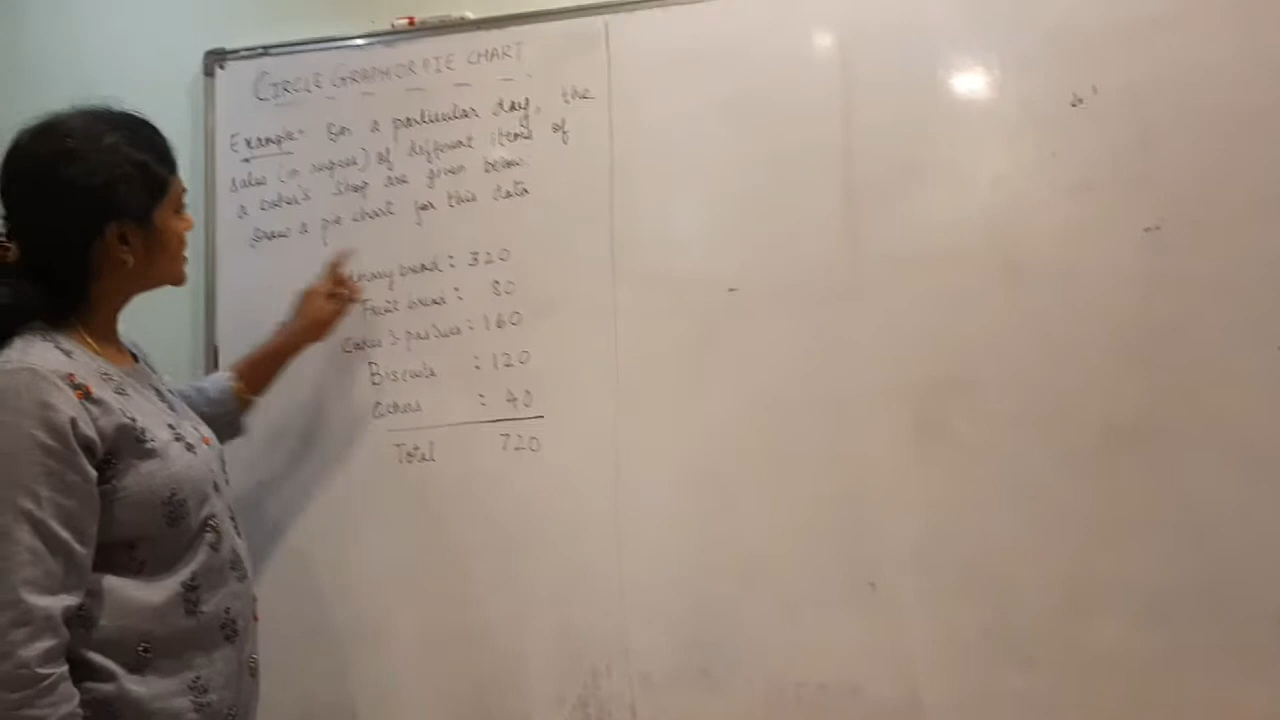 CIRCLE GRAPH OR PIE CHART
Example:- For a particular day, the
sales (in rupees) of different items of
a baker's shop are given below.
Draw a pie chart for this data
bread : 320
Fruit bread : 80
Cakes & pastries : 160
Biscuits : 120
Others : 40
Total 720